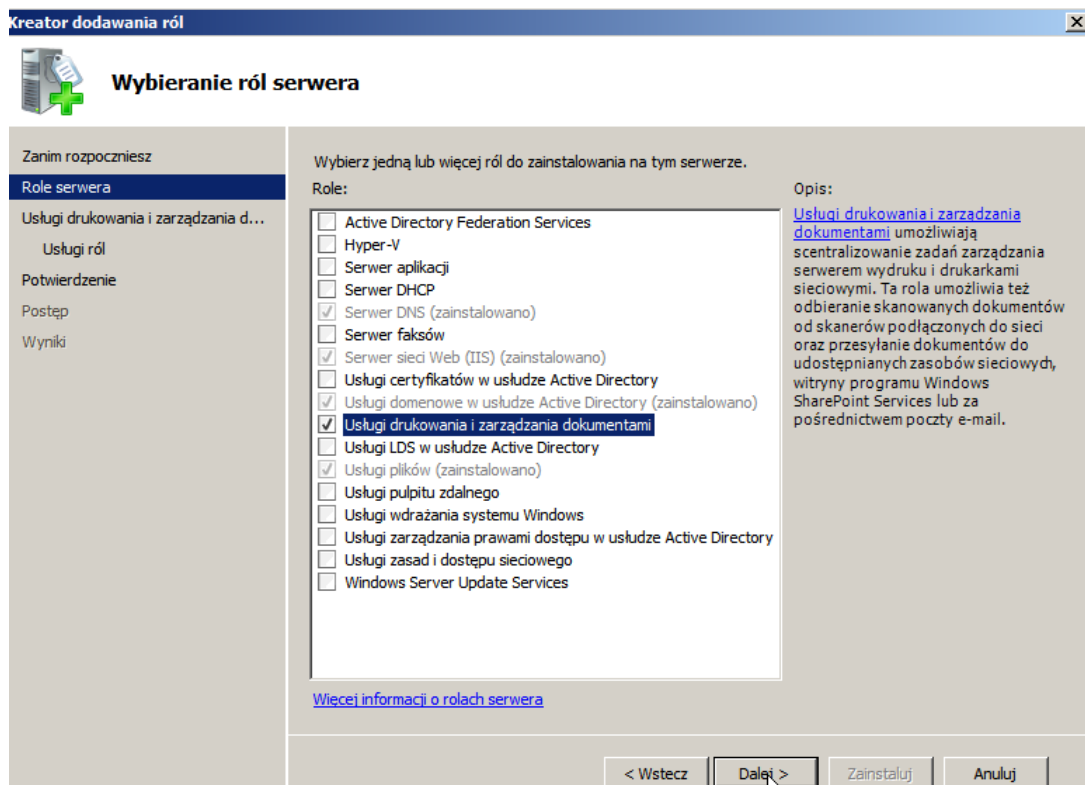 Kreator dodawania ról
Wybieranie ról serwera
Zanim rozpoczniesz
Role serwera
Usługi drukowania i zarządzania d...
Usługi ról
Potwierdzenie
Postęp
Wyniki
Wybierz jedną lub więcej ról do zainstalowania na tym serwerze.
Role:
Active Directory Federation Services
Hyper-V
Serwer aplikacji
Serwer DHCP
Serwer DNS (zainstalowano)
Serwer faksów
Serwer sieci Web (IIS) (zainstalowano)
Usługi certyfikatów w usłudze Active Directory
Usługi domenowe w usłudze Active Directory (zainstalowano)
Usługi drukowania i zarządzania dokumentami
Usługi LDS w usłudze Active Directory
Usługi plików (zainstalowano)
Usługi pulpitu zdalnego
Usługi wdrażania systemu Windows
Usługi zarządzania prawami dostępu w usłudze Active Directory
Usługi zasad i dostępu sieciowego
Windows Server Update Services
Więcej informacji o rolach serwera
Opis:
Usługi drukowania i zarządzania
dokumentami umożliwiają
scentralizowanie zadań zarządzania
serwerem wydruku i drukarkami
sieciowymi. Ta rola umożliwia też
odbieranie skanowanych dokumentów
od skanerów podłączonych do sieci
oraz przesyłanie dokumentów do
udostępnianych zasobów sieciowych,
witryny programu Windows
SharePoint Services lub za
pośrednictwem poczty e-mail.
< Wstecz
Dalej >
Zainstaluj
Anuluj